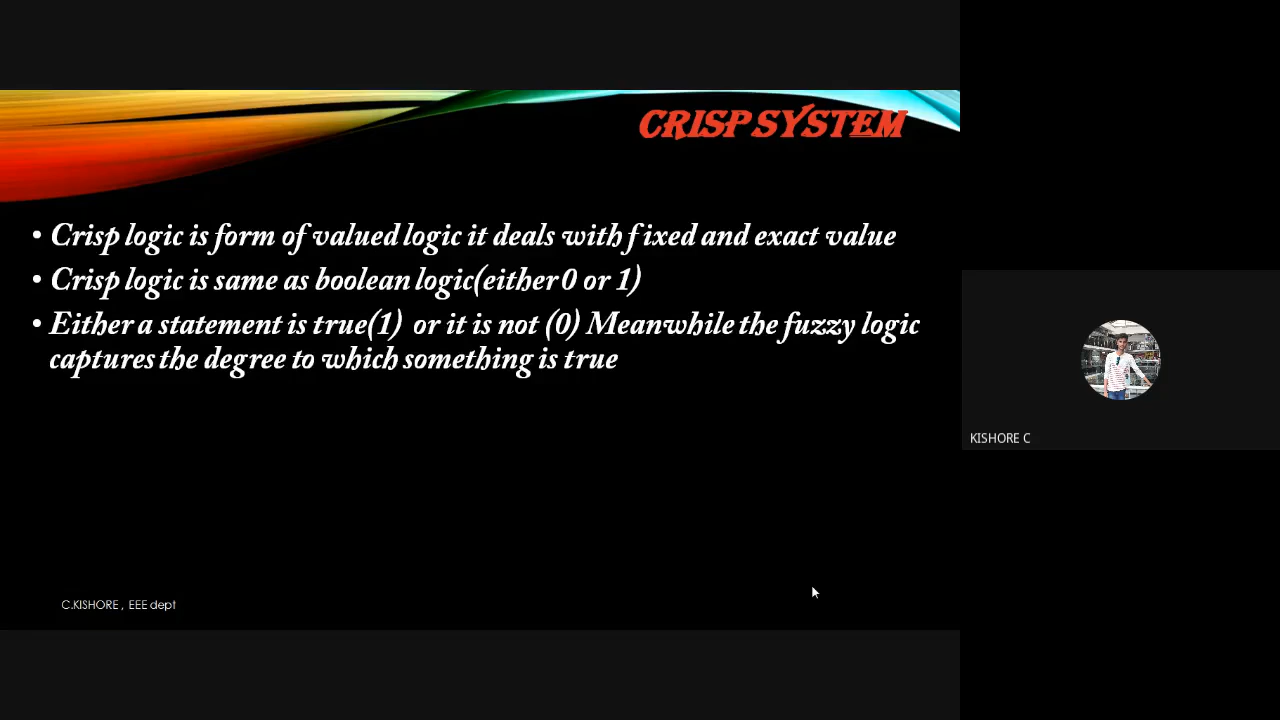 CRISP SYSTEM
• Crisp logic is form of valued logic it deals with fixed and exact value
• Crisp logic is same as boolean logic(either 0 or 1)
• Either a statement is true(1) or it is not (0) Meanwhile the fuzzy logic
captures the degree to which something is true
KISHORE C
C.KISHORE , EEE dept